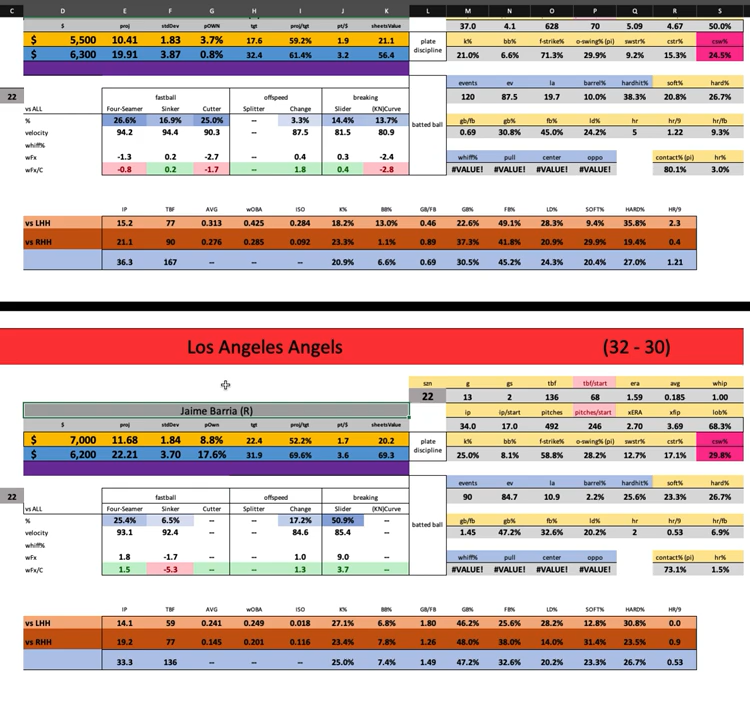 C D E F G H I J K L M N O P Q R S
$ proj stdDev pOWN tgt proj/tgt pt/$ sheetsValue 37.0 4.1 628 70 5.09 4.67 50.0%
$ 5,500 10.41 1.83 3.7% 17.6 59.2% 1.9 21.1 plate discipline k% bb% f-strike% o-swing% (pi) swstr% cstr% csw%
$ 6,300 19.91 3.87 0.8% 32.4 61.4% 3.2 56.4 21.0% 6.6% 71.3% 29.9% 9.2% 15.3% 24.5%
events ev la barrel% hardhit% soft% hard%
22 fastball offspeed breaking 120 87.5 19.7 10.0% 38.3% 20.8% 26.7%
vs ALL Four-Seamer Sinker Cutter Splitter Change Slider (KN)Curve
% 26.6% 16.9% 25.0% -- 3.3% 14.4% 13.7% batted ball gb/fb gb% fb% ld% hr hr/9 hr/fb
velocity 94.2 94.4 90.3 -- 87.5 81.5 80.9 0.69 30.8% 45.0% 24.2% 5 1.22 9.3%
whiff%
wFx -1.3 0.2 -2.7 0.4 0.3 -2.4 whiff% pull center oppo contact% (pi) hr%
wFx/C -0.8 0.2 -1.7 1.8 0.4 -2.8 #VALUE! #VALUE! #VALUE! #VALUE! 80.1% 3.0%
IP TBF AVG wOBA ISO K% BB% GB/FB GB% FB% LD% SOFT% HARD% HR/9
vs LHH 15.2 77 0.313 0.425 0.284 18.2% 13.0% 0.46 22.6% 49.1% 28.3% 9.4% 35.8% 2.3
vs RHH 21.1 90 0.276 0.285 0.092 23.3% 1.1% 0.89 37.3% 41.8% 20.9% 29.9% 19.4% 0.4
36.3 167 -- -- -- 20.9% 6.6% 0.69 30.5% 45.2% 24.3% 20.4% 27.0% 1.21
Los Angeles Angels (32 - 30)
szn g gs tbf tbf/start era avg whip
22 13 2 136 68 1.59 0.185 1.00
Jaime Barria (R) ip ip/start pitches pitches/start xERA xfip lob%
$ proj stdDev pOwn tgt proj/tgt pt/$ sheetsValue 34.0 17.0 492 246 2.70 3.69 68.3%
$ 7,000 11.68 1.84 8.8% 22.4 52.2% 1.7 20.2 plate discipline k% bb% f-strike% o-swing% (pi) swstr% cstr% csw%
$ 6,200 22.21 3.70 17.6% 31.9 69.6% 3.6 69.3 25.0% 8.1% 58.8% 28.2% 12.7% 17.1% 29.8%
events ev la barrel% hardhit% soft% hard%
22 fastball offspeed breaking 90 84.7 10.9 2.2% 25.6% 23.3% 26.7%
vs ALL Four-Seamer Sinker Cutter Splitter Change Slider (KN)Curve
% 25.4% 6.5% -- -- 17.2% 50.9% -- batted ball gb/fb gb% fb% ld% hr hr/9 hr/fb
velocity 93.1 92.4 -- -- 84.6 85.4 -- 1.45 47.2% 32.6% 20.2% 2 0.53 6.9%
whiff%
wFx 1.8 -1.7 1.0 9.0 whiff% pull center oppo contact% (pi) hr%
wFx/C 1.5 -5.3 1.3 3.7 #VALUE! #VALUE! #VALUE! #VALUE! 73.1% 1.5%
IP TBF AVG wOBA ISO K% BB% GB/FB GB% FB% LD% SOFT% HARD% HR/9
vs LHH 14.1 59 0.241 0.249 0.018 27.1% 6.8% 1.80 46.2% 25.6% 28.2% 12.8% 30.8% 0.0
vs RHH 19.2 77 0.145 0.201 0.116 23.4% 7.8% 1.26 48.0% 38.0% 14.0% 31.4% 23.5% 0.9
33.3 136 -- -- -- 25.0% 7.4% 1.49 47.2% 32.6% 20.2% 23.3% 26.7% 0.53